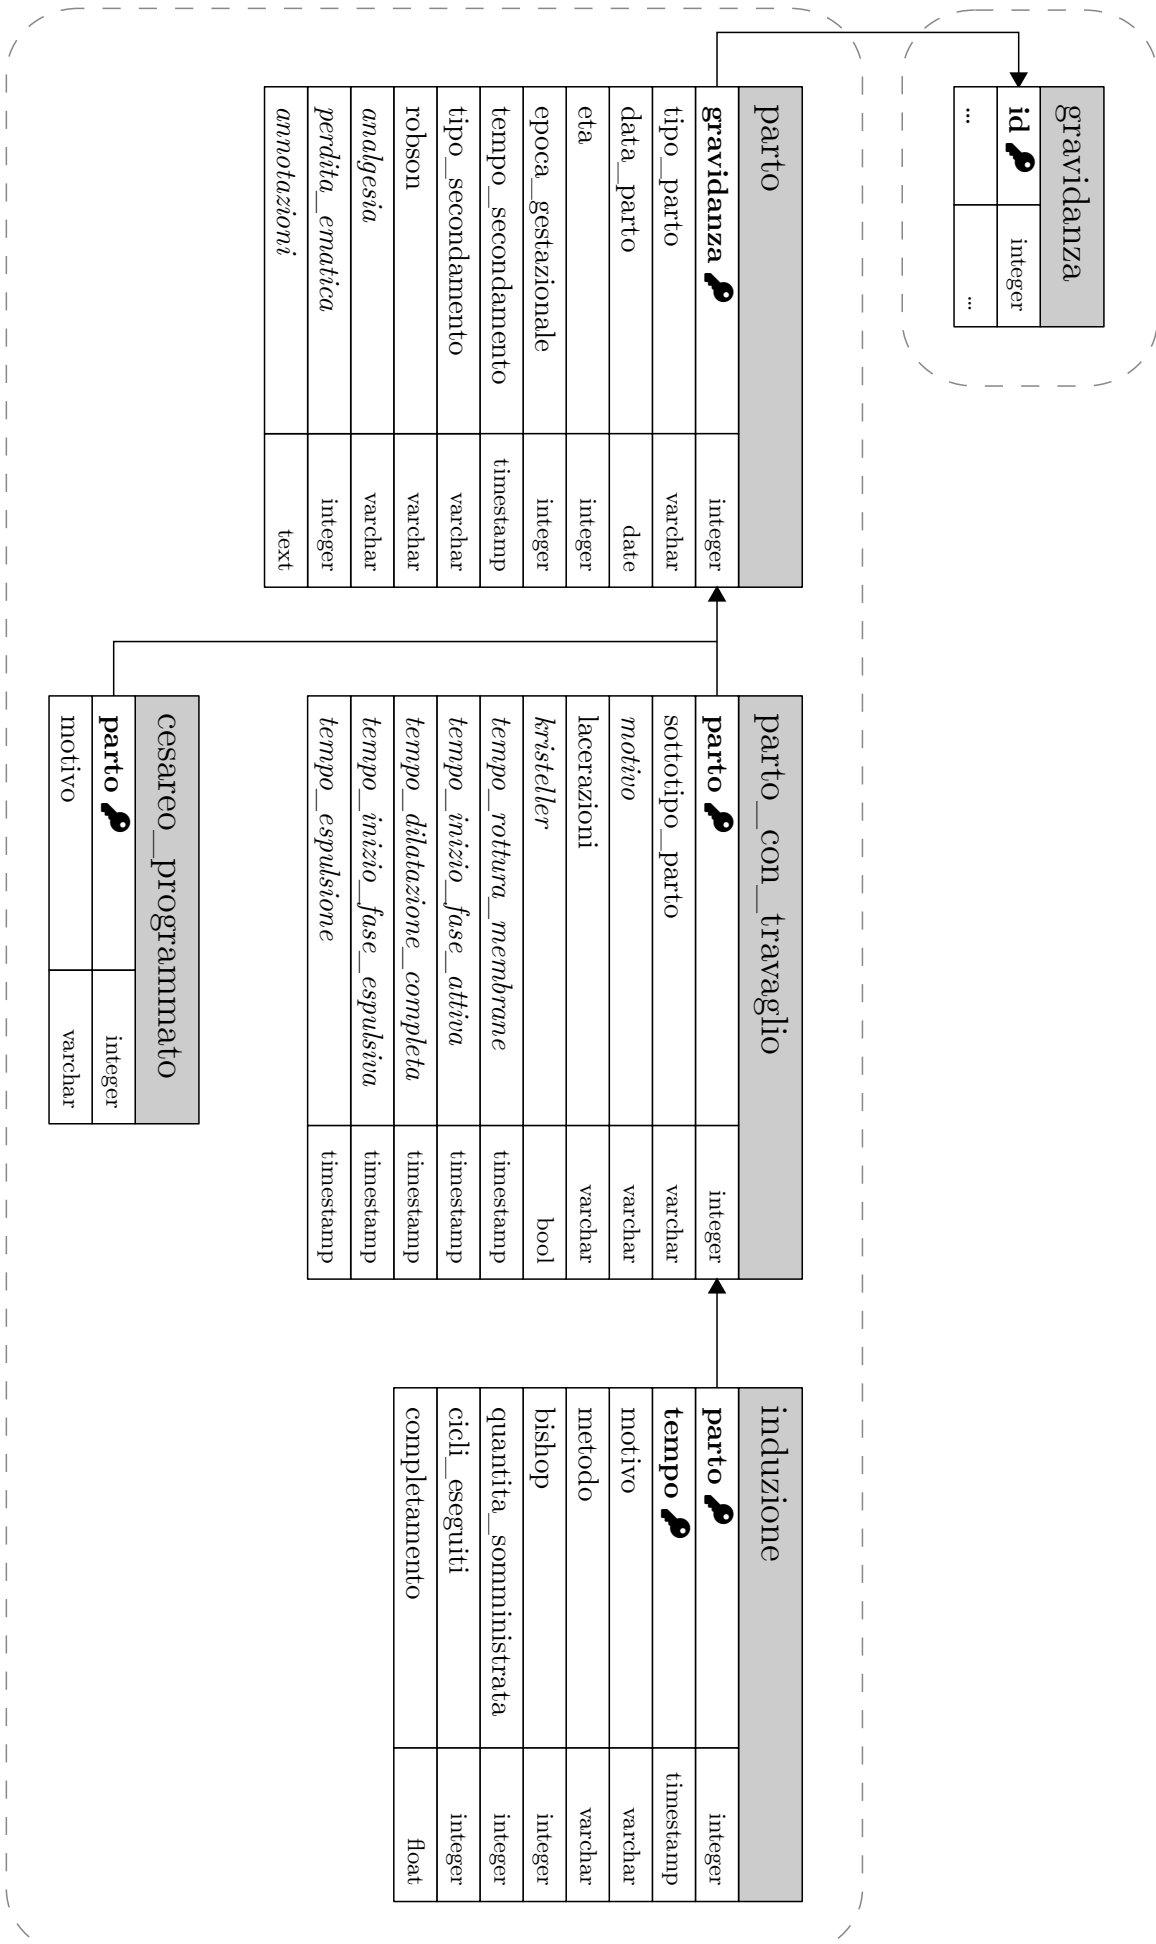 gravidanza
id integer
... ...
parto
gravidanza integer
tipo_parto varchar
data_parto date
eta integer
epoca_gestazionale integer
tempo_secondamento timestamp
tipo_secondamento varchar
robson varchar
analgesia varchar
perdita_ematica integer
annotazioni text
parto_con_travaglio
parto integer
sottotipo_parto varchar
motivo varchar
lacerazioni varchar
kristeller bool
tempo_rottura_membrane timestamp
tempo_inizio_fase_attiva timestamp
tempo_dilatazione_completa timestamp
tempo_inizio_fase_espulsiva timestamp
tempo_espulsione timestamp
induzione
parto integer
tempo timestamp
motivo varchar
metodo varchar
bishop integer
quantita_somministrata integer
cicli_eseguiti integer
completamento float
cesareo_programmato
parto integer
motivo varchar